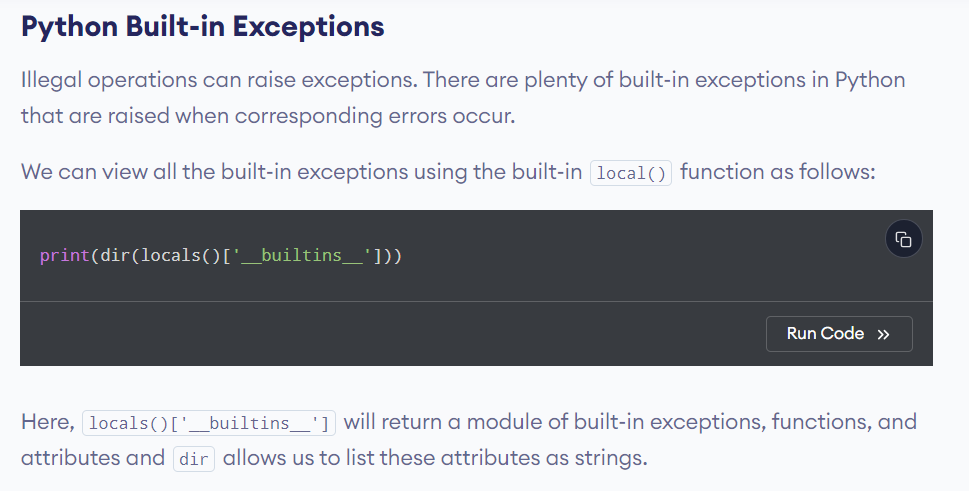 Python Built-in Exceptions
Illegal operations can raise exceptions. There are plenty of built-in exceptions in Python
that are raised when corresponding errors occur.
We can view all the built-in exceptions using the built-in local() function as follows:
print(dir(locals()['__builtins__']))
Run Code »
Here, locals()['__builtins__'] will return a module of built-in exceptions, functions, and
attributes and dir allows us to list these attributes as strings.